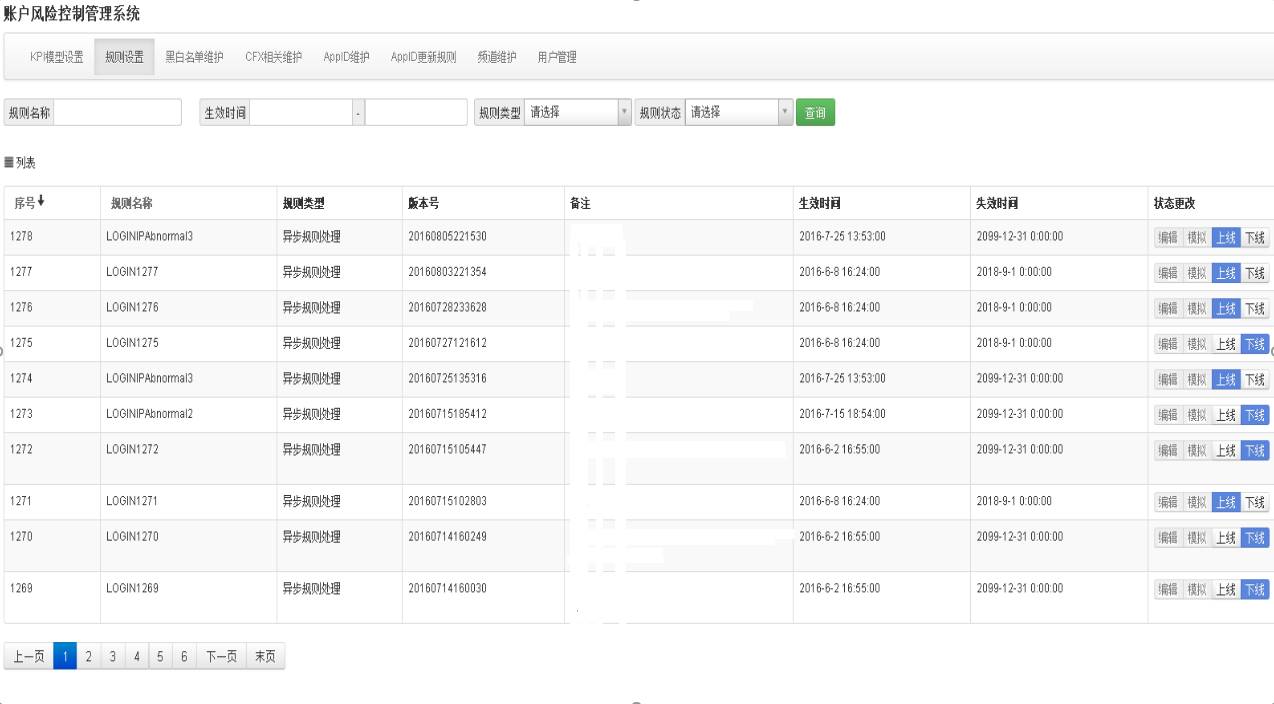 账户风险控制管理系统
KPI模型设置 规则设置 黑白名单维护 CFX相关维护 AppID维护 AppID更新规则 频道维护 用户管理
规则名称 生效时间 - 规则类型 请选择 规则状态 请选择 查询
列表
序号 规则名称 规则类型 版本号 备注 生效时间 失效时间 状态更改
1278 LOGINIPAbnormal3 异步规则处理 20160805221530 2016-7-25 13:53:00 2099-12-31 0:00:00 编辑 模拟 上线 下线
1277 LOGIN1277 异步规则处理 20160803221354 2016-6-8 16:24:00 2018-9-1 0:00:00 编辑 模拟 上线 下线
1276 LOGIN1276 异步规则处理 20160728233628 2016-6-8 16:24:00 2018-9-1 0:00:00 编辑 模拟 上线 下线
1275 LOGIN1275 异步规则处理 20160727121612 2016-6-8 16:24:00 2018-9-1 0:00:00 编辑 模拟 上线 下线
1274 LOGINIPAbnormal3 异步规则处理 20160725135316 2016-7-25 13:53:00 2099-12-31 0:00:00 编辑 模拟 上线 下线
1273 LOGINIPAbnormal2 异步规则处理 20160715185412 2016-7-15 18:54:00 2099-12-31 0:00:00 编辑 模拟 上线 下线
1272 LOGIN1272 异步规则处理 20160715105447 2016-6-2 16:55:00 2099-12-31 0:00:00 编辑 模拟 上线 下线
1271 LOGIN1271 异步规则处理 20160715102803 2016-6-8 16:24:00 2018-9-1 0:00:00 编辑 模拟 上线 下线
1270 LOGIN1270 异步规则处理 20160714160249 2016-6-2 16:55:00 2099-12-31 0:00:00 编辑 模拟 上线 下线
1269 LOGIN1269 异步规则处理 20160714160030 2016-6-2 16:55:00 2099-12-31 0:00:00 编辑 模拟 上线 下线
上一页 1 2 3 4 5 6 下一页 末页